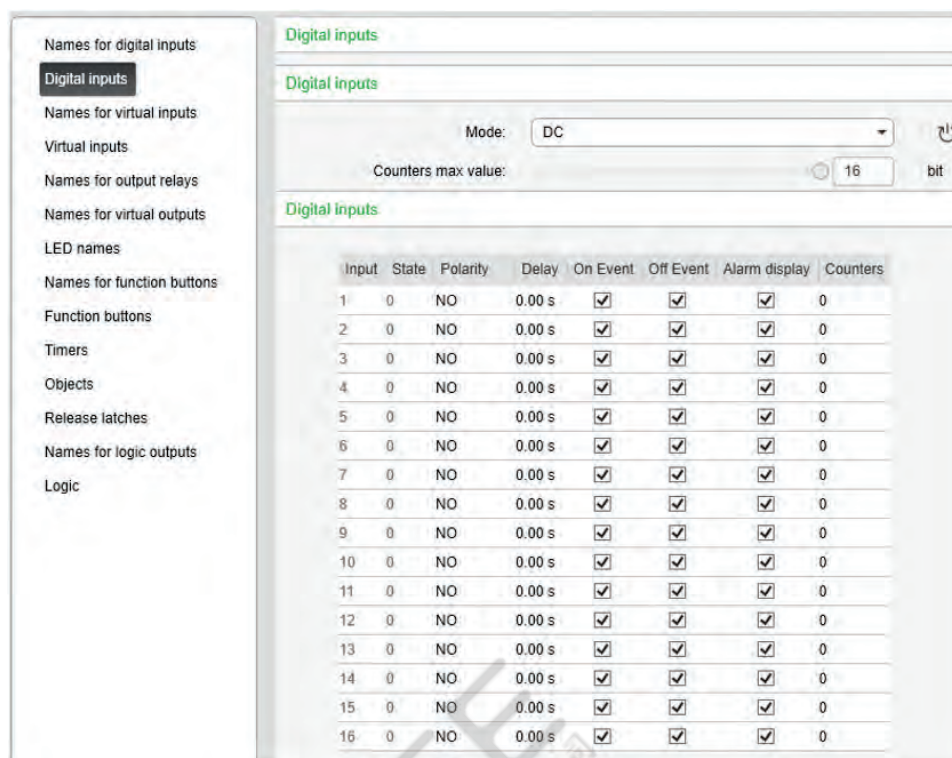 Names for digital inputs
Digital inputs
Names for virtual inputs
Virtual inputs
Names for output relays
Names for virtual outputs
LED names
Names for function buttons
Function buttons
Timers
Objects
Release latches
Names for logic outputs
Logic
Digital inputs
Digital inputs
Mode: DC
Counters max value: 16 bit
Digital inputs
Input State Polarity Delay On Event Off Event Alarm display Counters
1 0 NO 0.00 s 0
2 0 NO 0.00 s 0
3 0 NO 0.00 s 0
4 0 NO 0.00 s 0
5 0 NO 0.00 s 0
6 0 NO 0.00 s 0
7 0 NO 0.00 s 0
8 0 NO 0.00 s 0
9 0 NO 0.00 s 0
10 0 NO 0.00 s 0
11 0 NO 0.00 s 0
12 0 NO 0.00 s 0
13 0 NO 0.00 s 0
14 0 NO 0.00 s 0
15 0 NO 0.00 s 0
16 0 NO 0.00 s 0